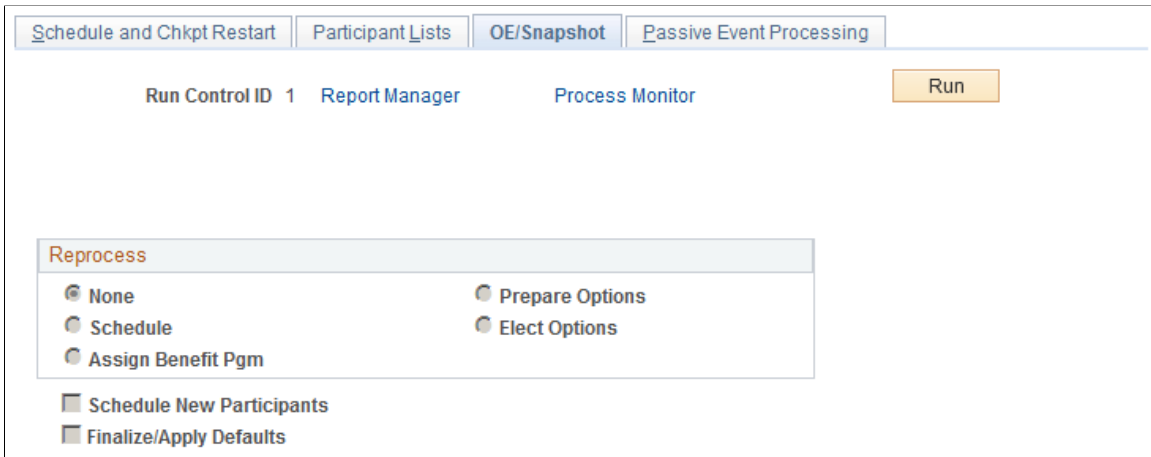 Schedule and Chkpt Restart Participant Lists OE/Snapshot Passive Event Processing
Run Control ID 1 Report Manager Process Monitor Run
Reprocess
None Prepare Options
Schedule Elect Options
Assign Benefit Pgm
Schedule New Participants
Finalize/Apply Defaults